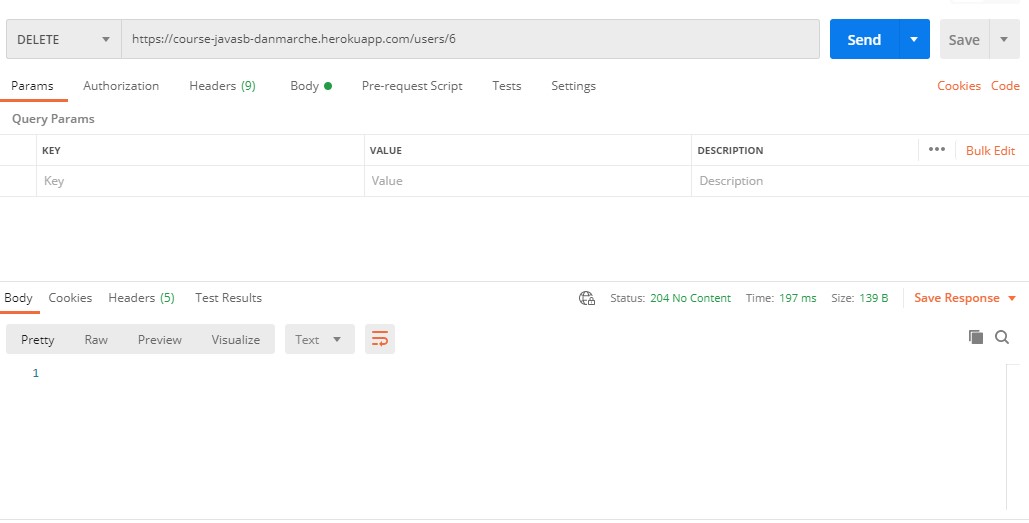 DELETE https://course-javasb-danmarche.herokuapp.com/users/6 Send Save
Params Authorization Headers (9) Body Pre-request Script Tests Settings Cookies Code
Query Params
KEY VALUE DESCRIPTION ••• Bulk Edit
Key Value Description
Body Cookies Headers (5) Test Results Status: 204 No Content Time: 197 ms Size: 139 B Save Response
Pretty Raw Preview Visualize Text
1